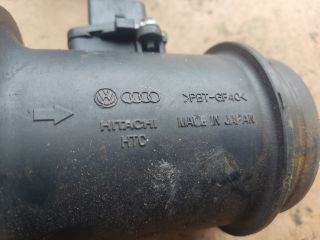 >PBT-GF40<
HITACHI
MADE IN JAPAN
HTC